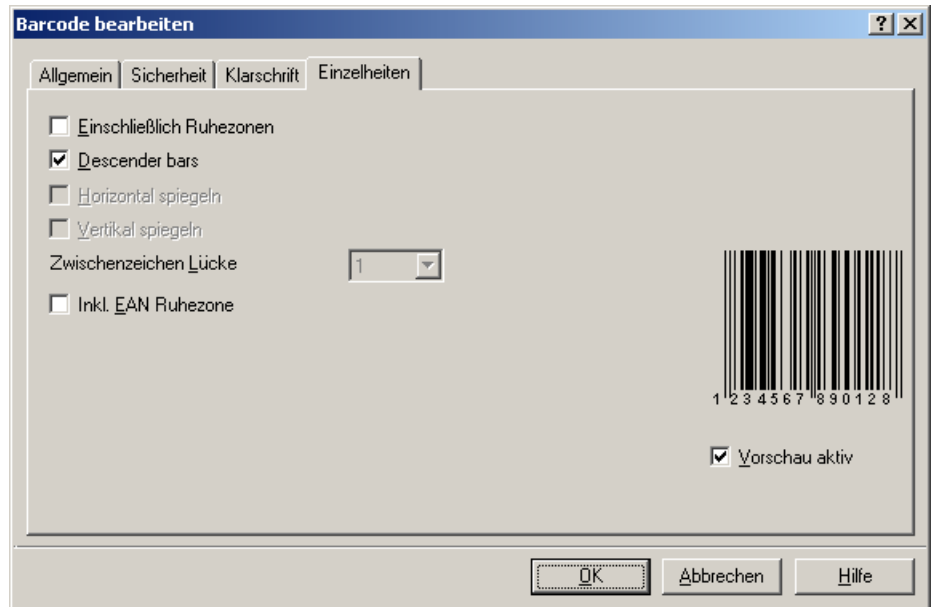 Barcode bearbeiten
Allgemein Sicherheit Klarschrift Einzelheiten
Einschließlich Ruhezonen
Descender bars
Horizontal spiegeln
Vertikal spiegeln
Zwischenzeichen Lücke 1
Inkl. EAN Ruhezone
1 234567 890128
Vorschau aktiv
OK Abbrechen Hilfe